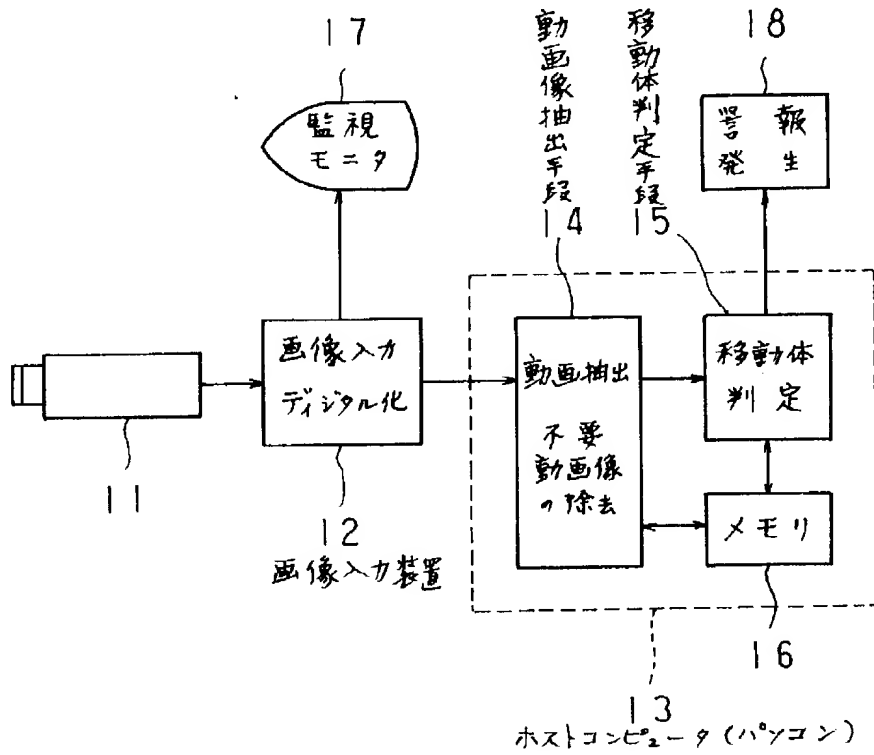 17
監視
モニタ
動画像抽出手段
14
移動体判定手段
15
18
警報
発生
画像入力
ディジタル化
動画抽出
不要
動画像
の除去
移動体
判定
メモリ
11
12
画像入力装置
16
13
ホストコンピュータ(パソコン)